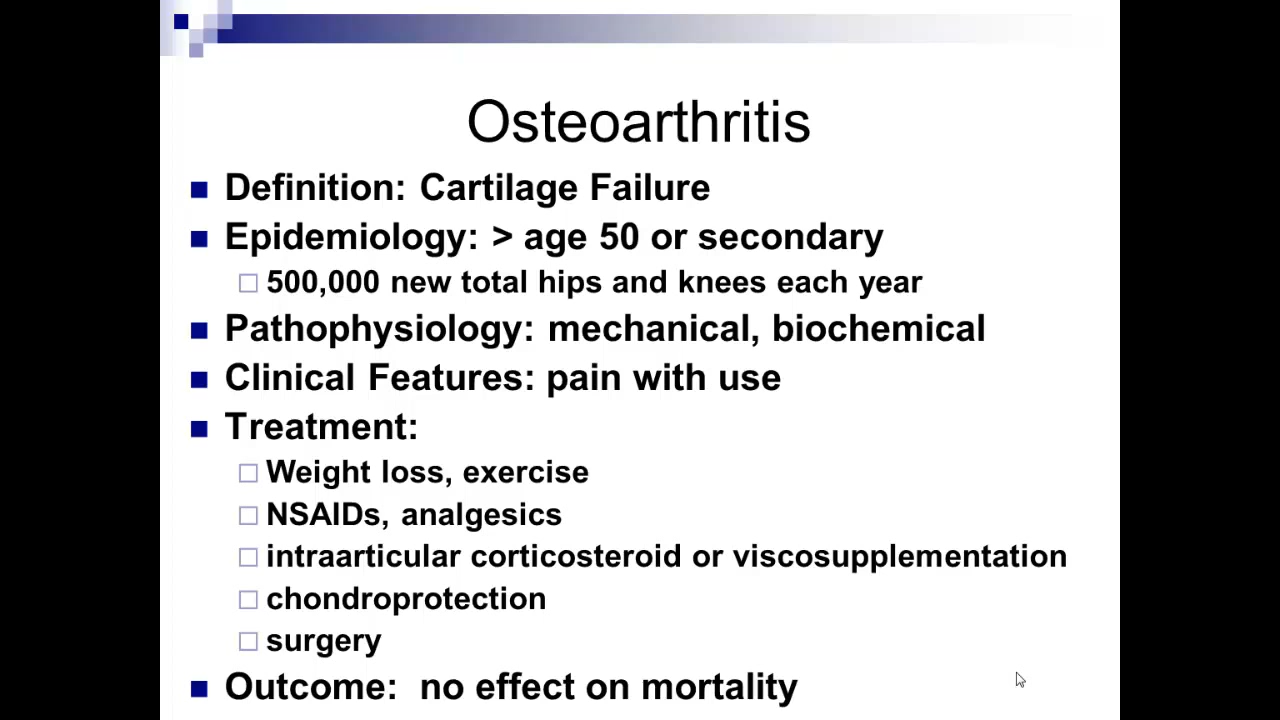 Osteoarthritis
Definition: Cartilage Failure
Epidemiology: > age 50 or secondary
500,000 new total hips and knees each year
Pathophysiology: mechanical, biochemical
Clinical Features: pain with use
Treatment:
Weight loss, exercise
NSAIDs, analgesics
intraarticular corticosteroid or viscosupplementation
chondroprotection
surgery
Outcome:  no effect on mortality